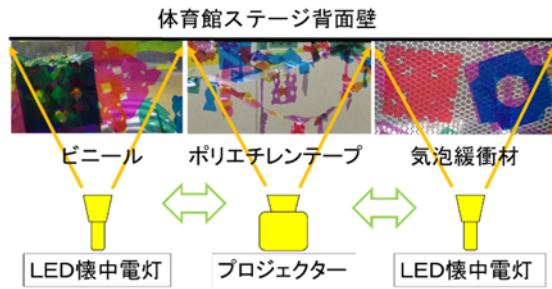 体育館ステージ背面壁
ビニール
ポリエチレンテープ
気泡緩衝材
LED懐中電灯
プロジェクター
LED懐中電灯